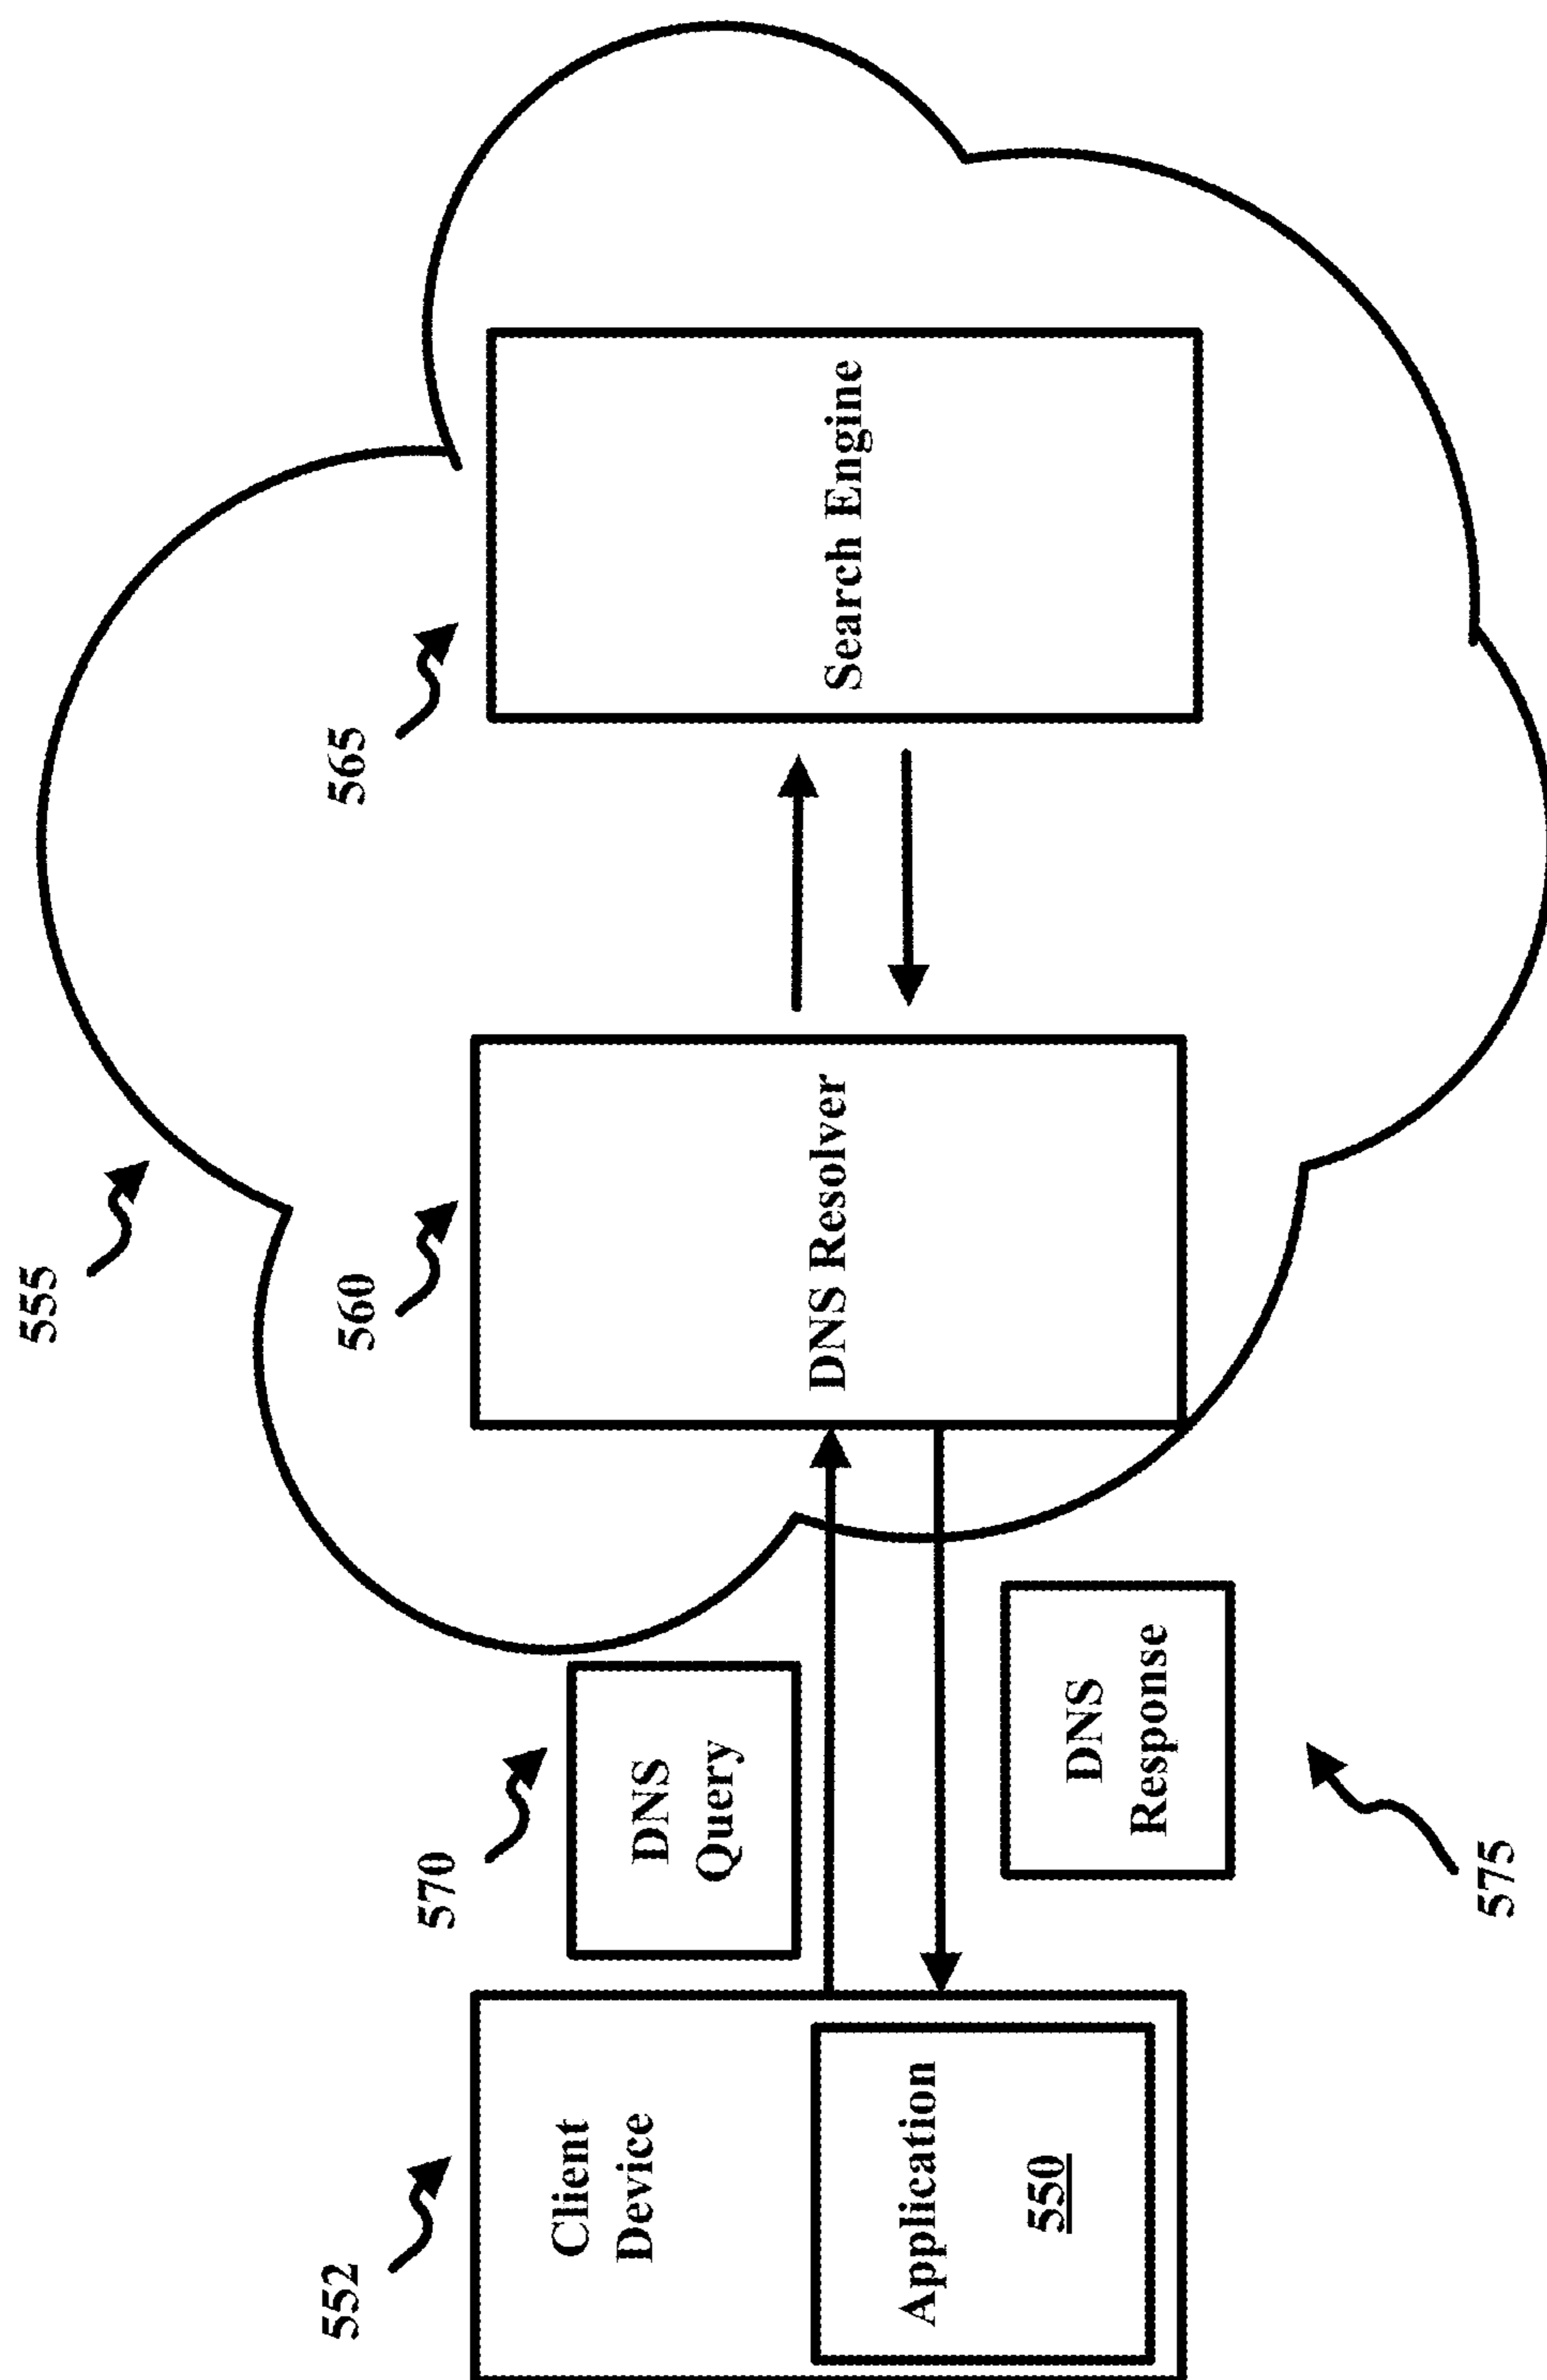 555
552
Client
Device
Application
550
570
DNS
Query
DNS
Response
575
560
DNS Resolver
565
Search Engine